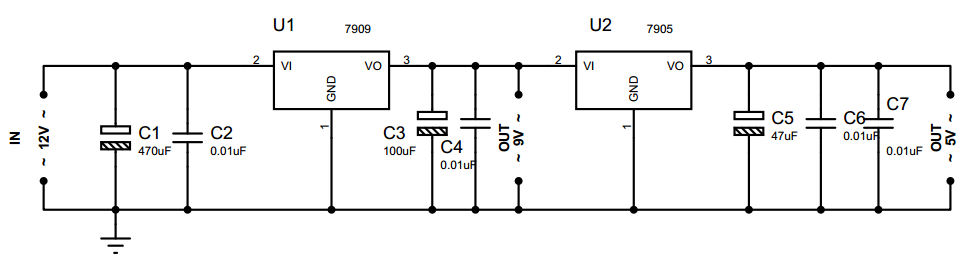 U1
7909
U2
7905
2
VI
VO
3
GND
1
2
VI
VO
3
GND
1
IN
~ 12V ~
C1
470uF
C2
0.01uF
C3
100uF
C4
0.01uF
OUT
~ 9V ~
C5
47uF
C6
0.01uF
C7
0.01uF
OUT
~ 5V ~